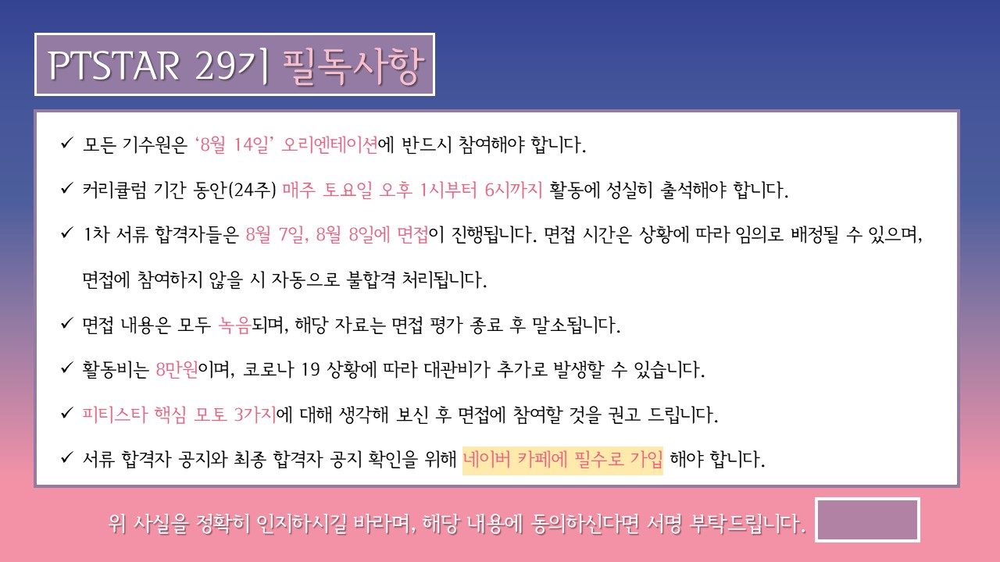 PTSTAR 29기 필독사항
✓ 모든 기수원은 ‘8월 14일’ 오리엔테이션에 반드시 참여해야 합니다.
✓ 커리큘럼 기간 동안(24주) 매주 토요일 오후 1시부터 6시까지 활동에 성실히 출석해야 합니다.
✓ 1차 서류 합격자들은 8월 7일, 8월 8일에 면접이 진행됩니다. 면접 시간은 상황에 따라 임의로 배정될 수 있으며,
면접에 참여하지 않을 시 자동으로 불합격 처리됩니다.
✓ 면접 내용은 모두 녹음되며, 해당 자료는 면접 평가 종료 후 말소됩니다.
✓ 활동비는 8만원이며, 코로나 19 상황에 따라 대관비가 추가로 발생할 수 있습니다.
✓ 피티스타 핵심 모토 3가지에 대해 생각해 보신 후 면접에 참여할 것을 권고 드립니다.
✓ 서류 합격자 공지와 최종 합격자 공지 확인을 위해 네이버 카페에 필수로 가입 해야 합니다.
위 사실을 정확히 인지하시길 바라며, 해당 내용에 동의하신다면 서명 부탁드립니다.